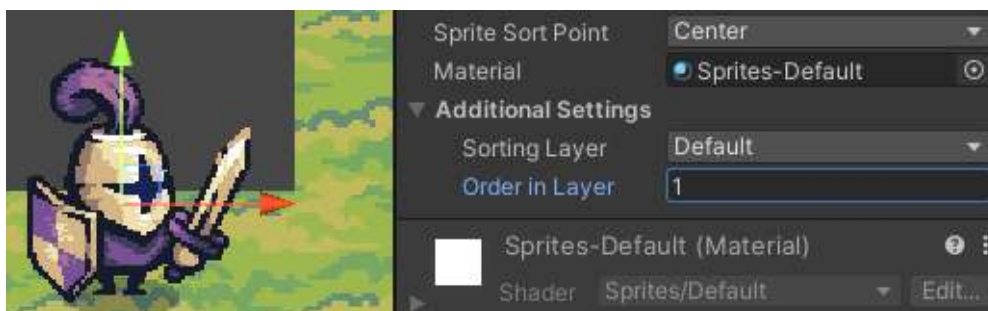 Sprite Sort Point Center
Material Sprites-Default
Additional Settings
Sorting Layer Default
Order in Layer 1
Sprites-Default (Material)
Shader Sprites/Default Edit...